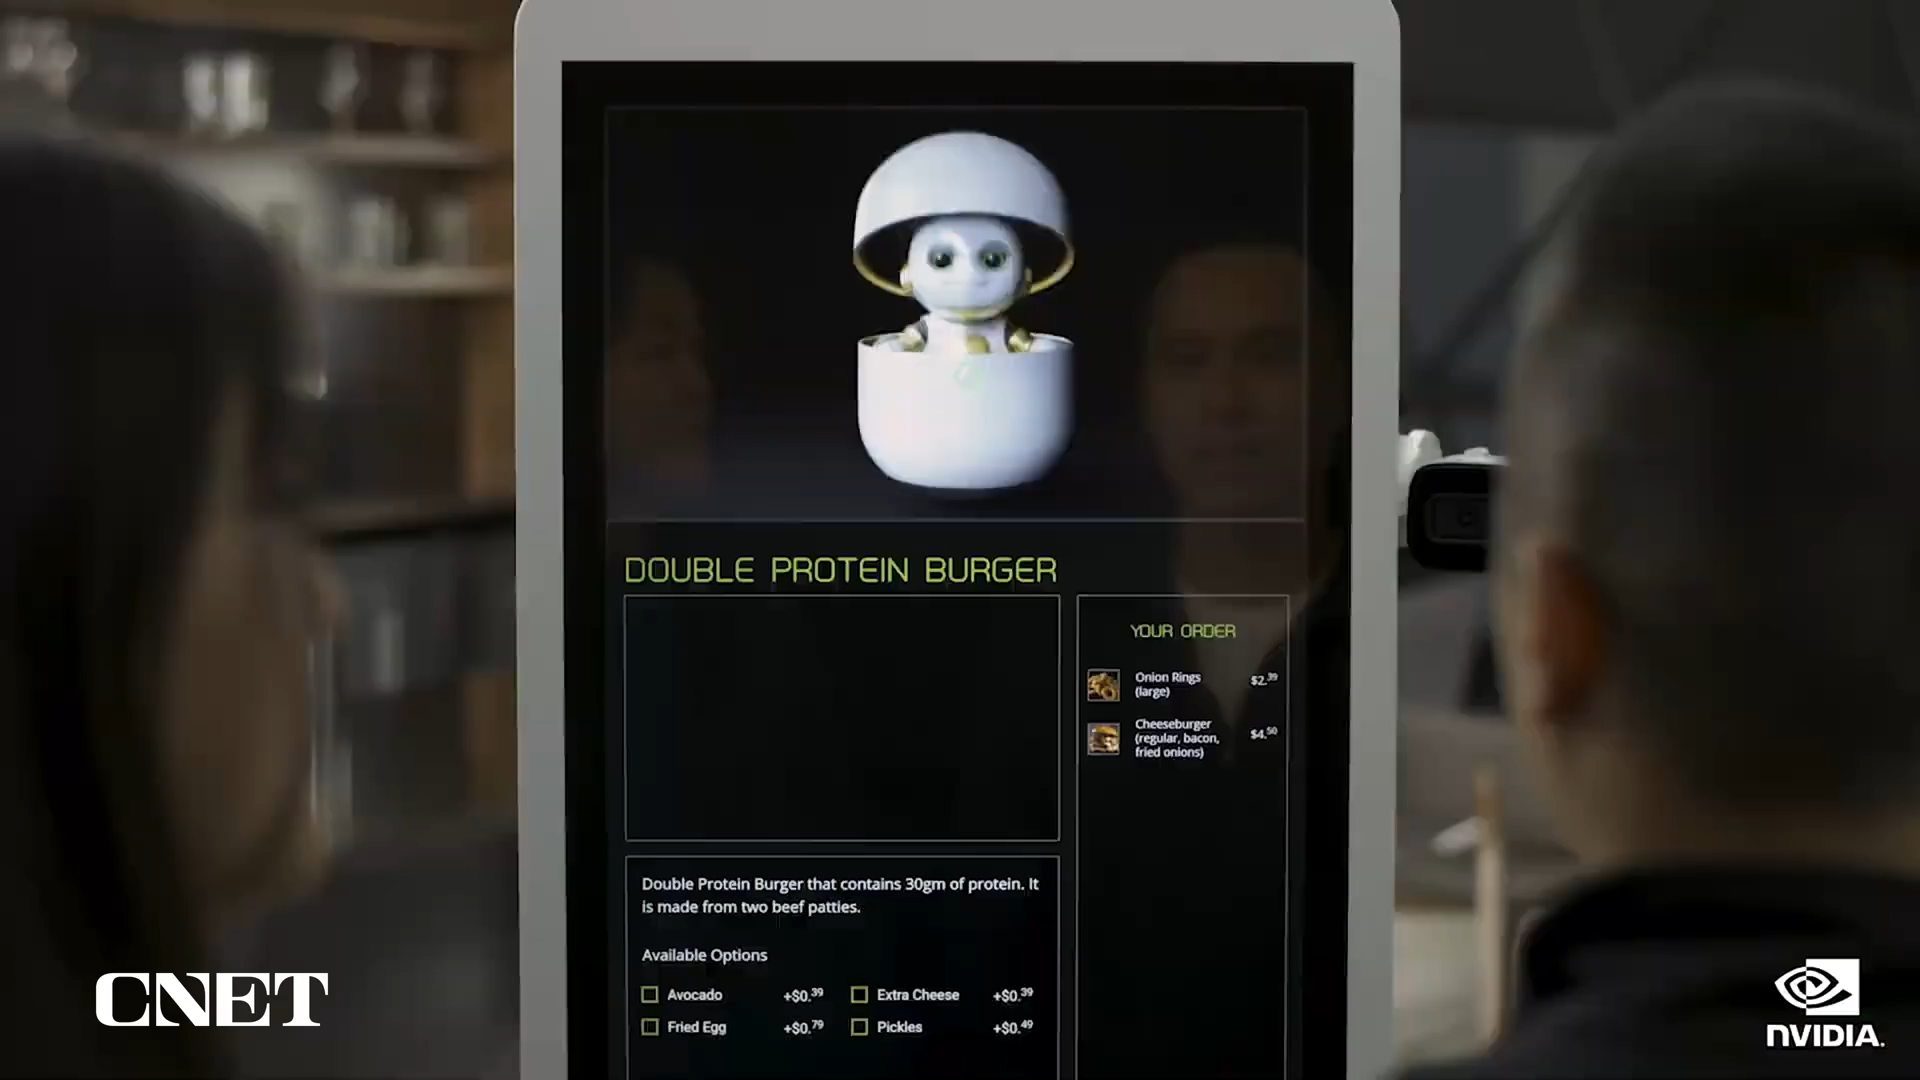 DOUBLE PROTEIN BURGER
YOUR ORDER
Onion Rings
(large)
$2.39
Cheeseburger
(regular, bacon,
fried onions)
$4.50
Double Protein Burger that contains 30gm of protein. It
is made from two beef patties.
Available Options
Avocado +$0.39 Extra Cheese +$0.39
Fried Egg +$0.79 Pickles +$0.49
CNET
NVIDIA.